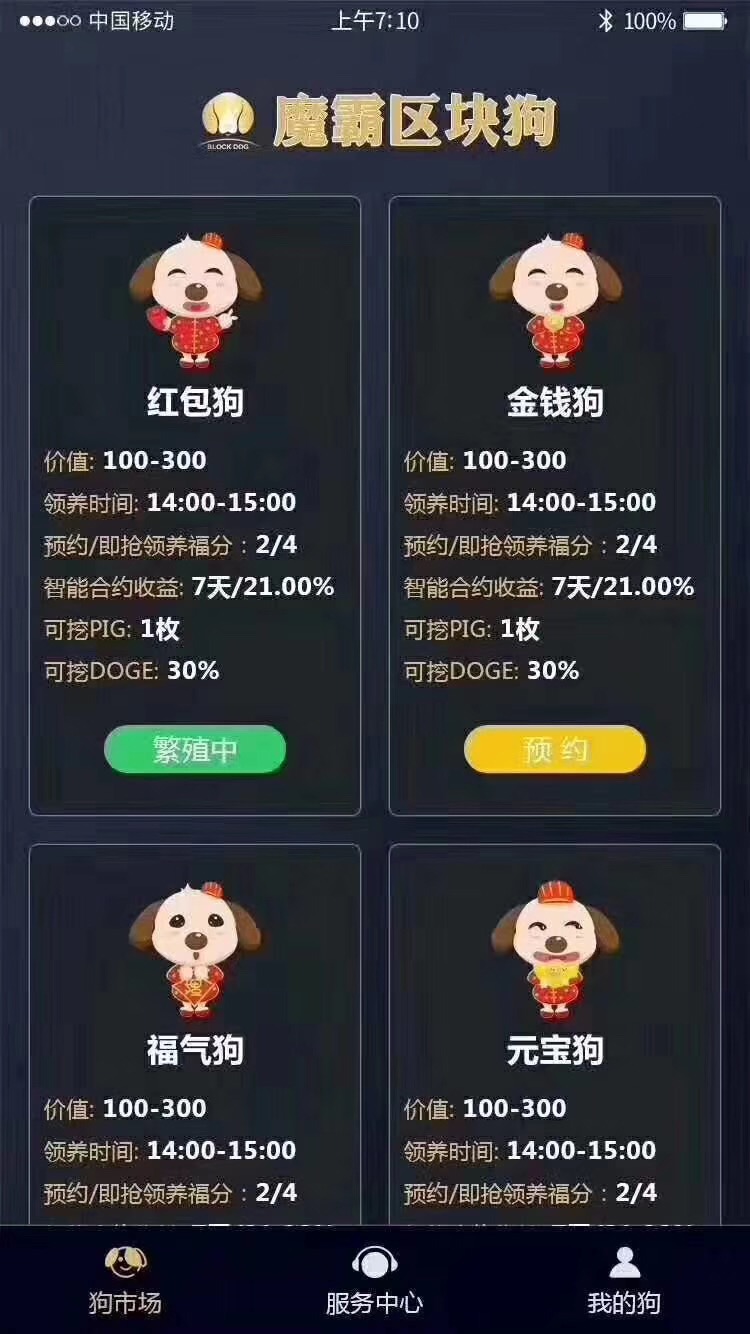 中国移动 上午7:10 100%
BLOCK DOG
魔霸区块狗
红包狗
价值: 100-300
领养时间: 14:00-15:00
预约/即抢领养福分：2/4
智能合约收益: 7天/21.00%
可挖PIG: 1枚
可挖DOGE: 30%
繁殖中
金钱狗
价值: 100-300
领养时间: 14:00-15:00
预约/即抢领养福分：2/4
智能合约收益: 7天/21.00%
可挖PIG: 1枚
可挖DOGE: 30%
预 约
福气狗
价值: 100-300
领养时间: 14:00-15:00
预约/即抢领养福分：2/4
元宝狗
价值: 100-300
领养时间: 14:00-15:00
预约/即抢领养福分：2/4
狗市场
服务中心
我的狗